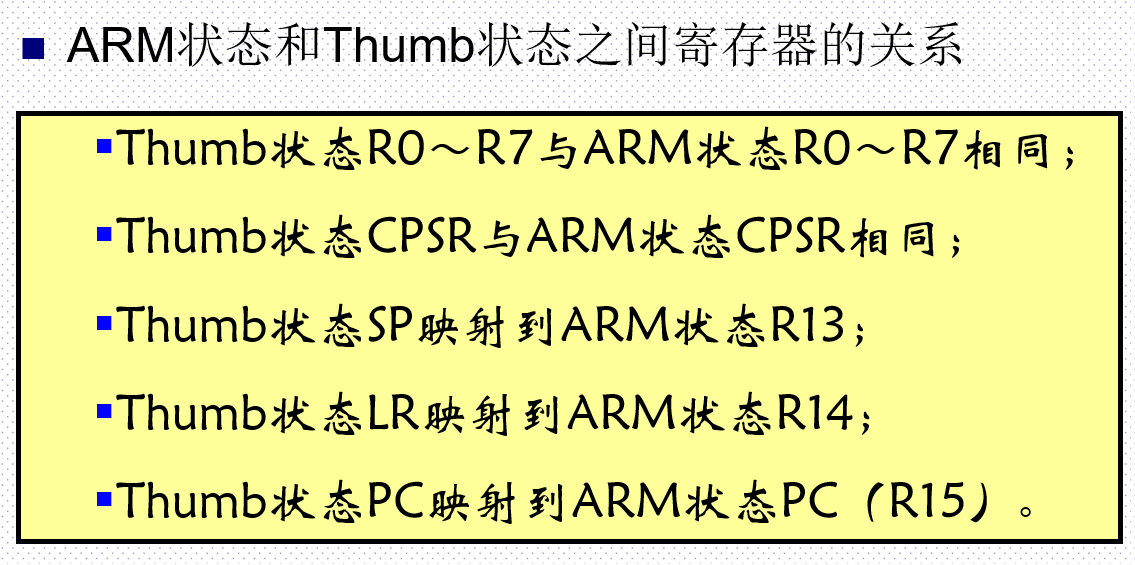 ■ ARM状态和Thumb状态之间寄存器的关系
▪Thumb状态R0～R7与ARM状态R0～R7相同；
▪Thumb状态CPSR与ARM状态CPSR相同；
▪Thumb状态SP映射到ARM状态R13；
▪Thumb状态LR映射到ARM状态R14；
▪Thumb状态PC映射到ARM状态PC（R15）。